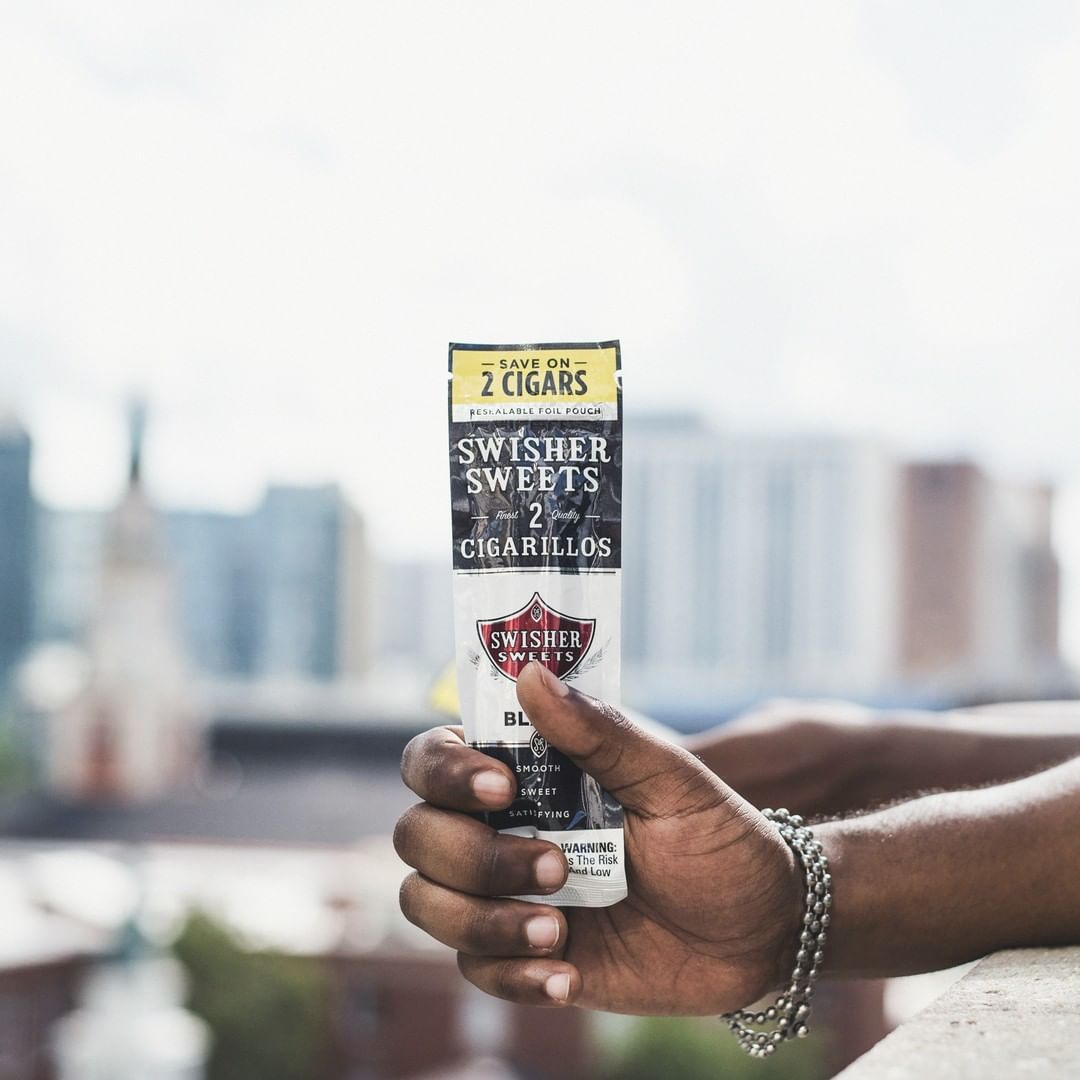 — SAVE ON —
2 CIGARS
RESEALABLE FOIL POUCH
SWISHER
SWEETS
— Finest 2 Quality —
CIGARILLOS
SWISHER
SWEETS
SMOOTH
SWEET
WARNING:
The Risk
And Low